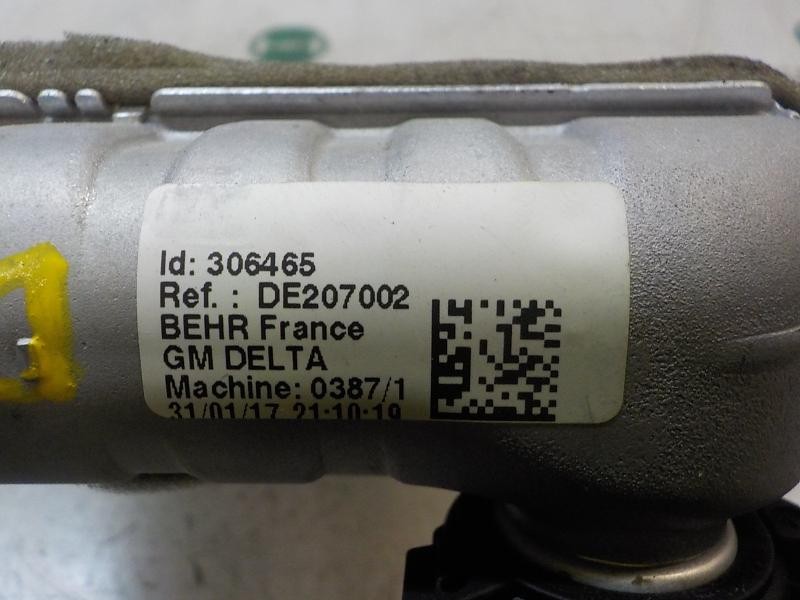 Id: 306465
Ref. : DE207002
BEHR France
GM DELTA
Machine: 0387/1
31/01/17 21:10:19